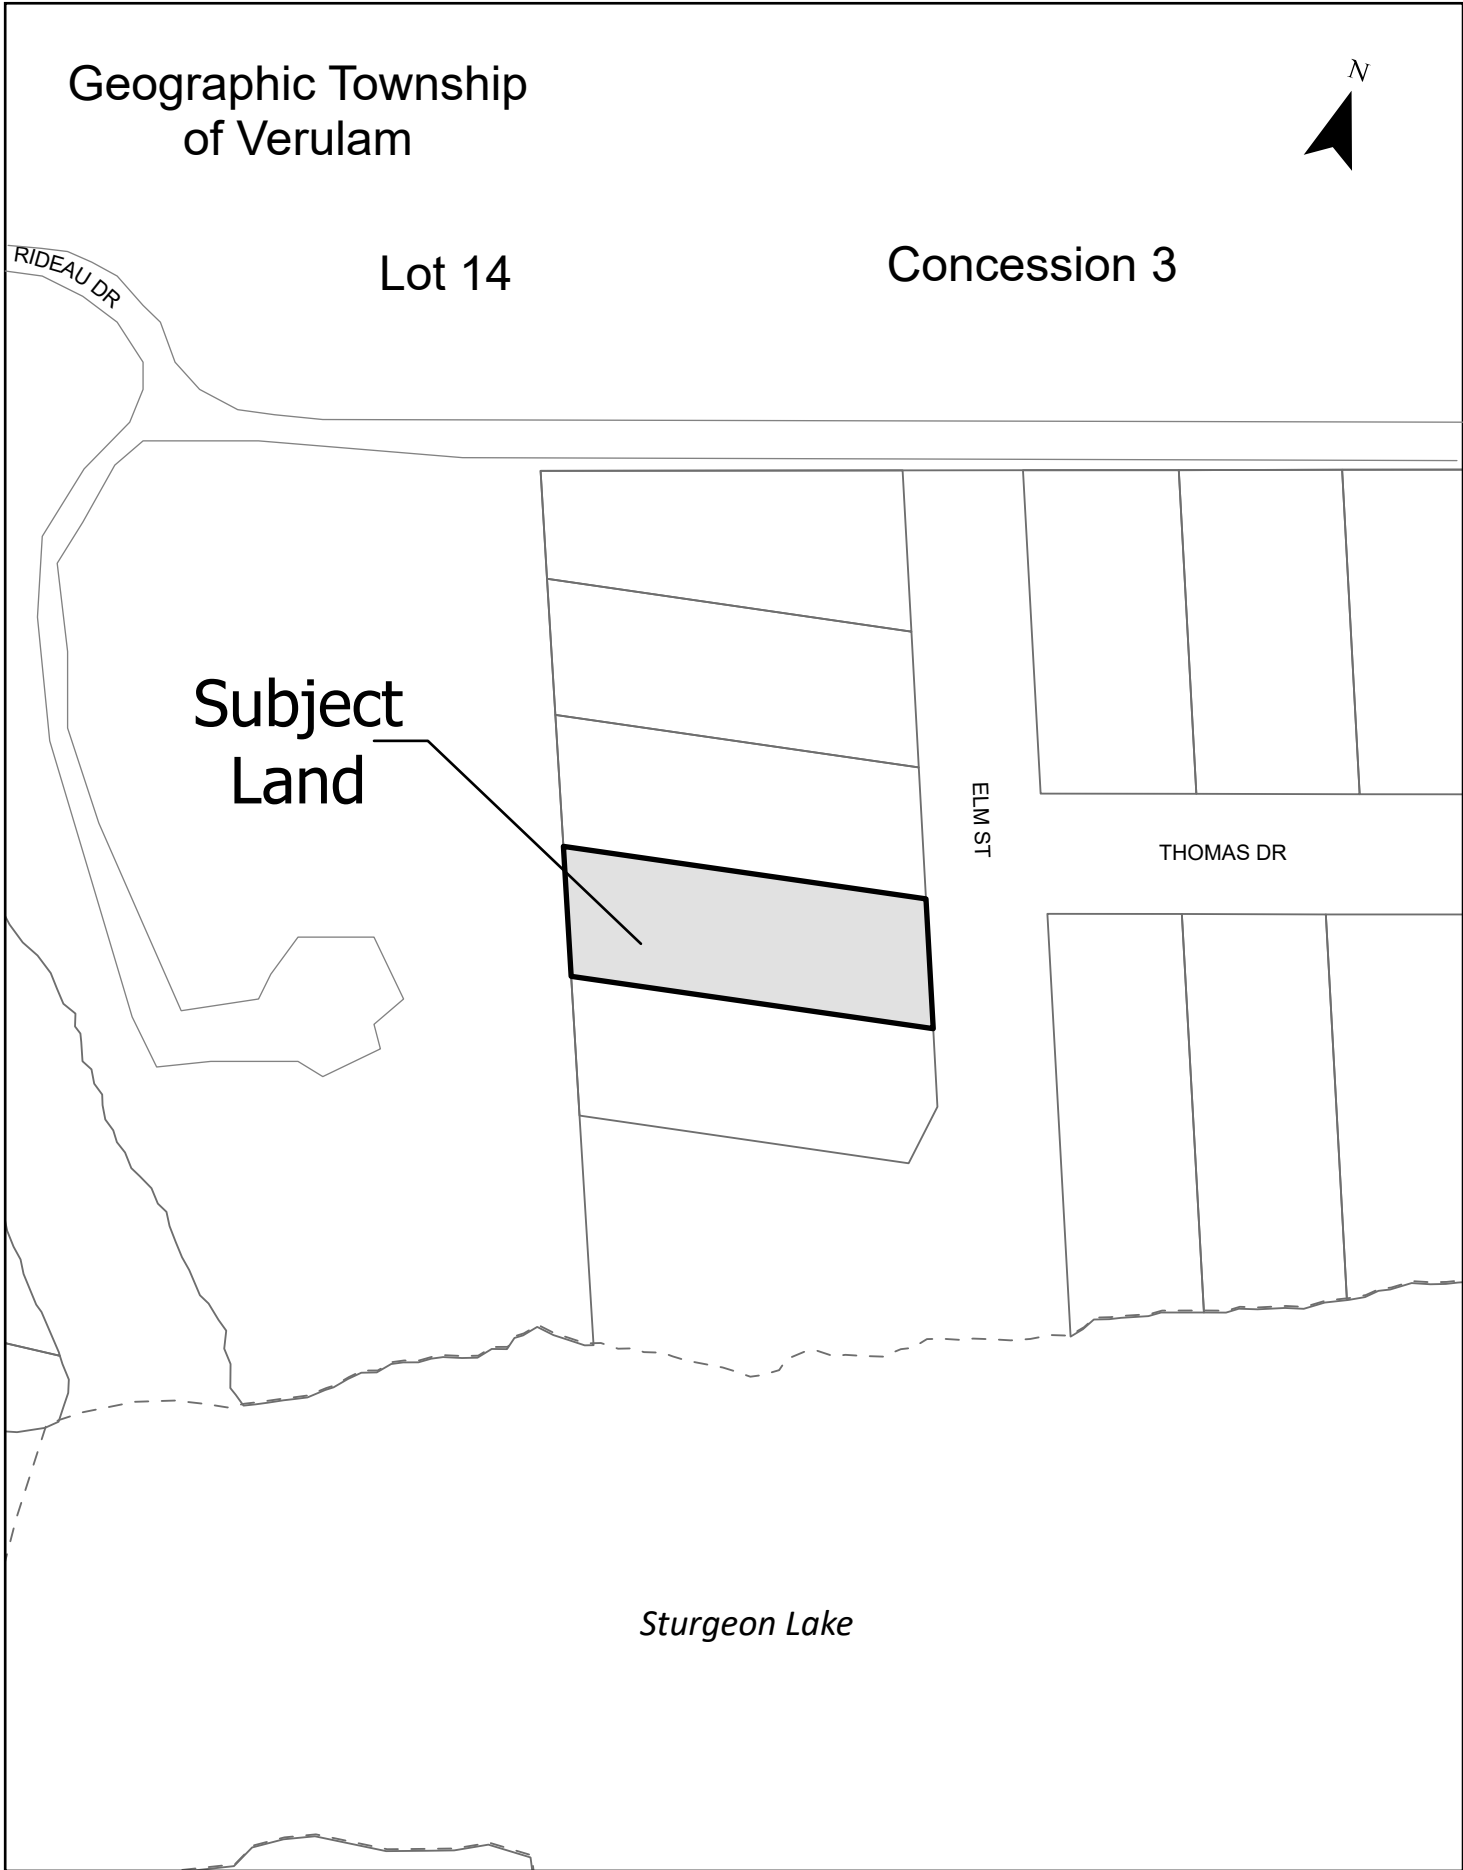 Geographic Township
of Verulam
N
Lot 14
Concession 3
RIDEAU DR
Subject
Land
ELM ST
THOMAS DR
Sturgeon Lake